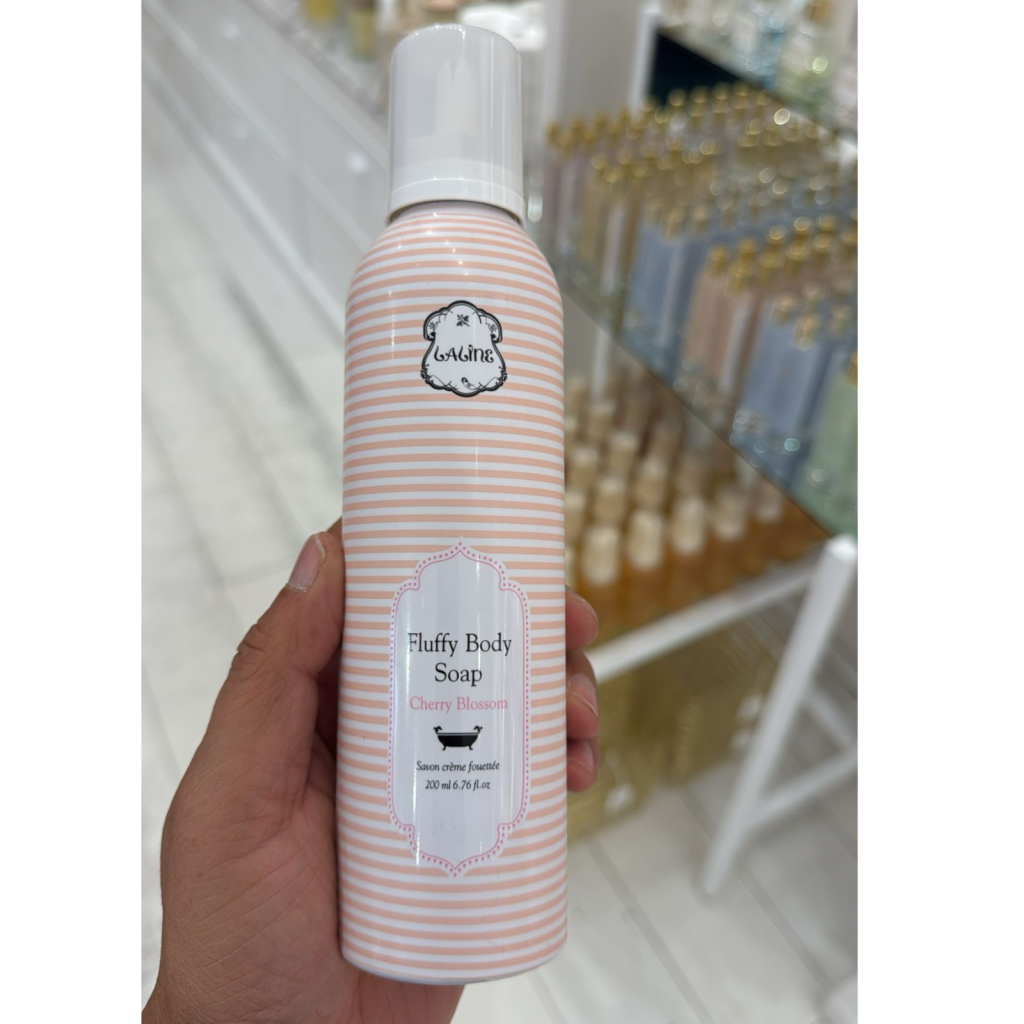 LALINE
Fluffy Body
Soap
Cherry Blossom
Savon crème fouettée
200 ml 6.76 fl.oz